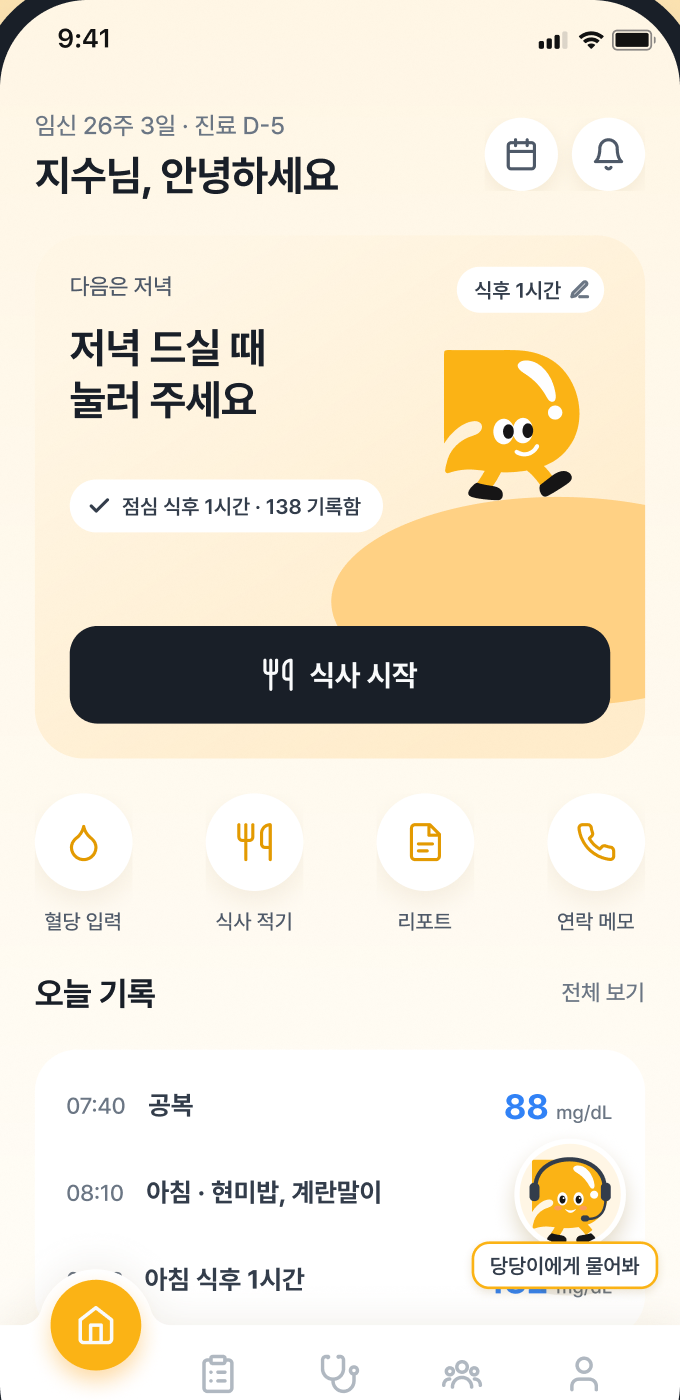 9:41
임신 26주 3일 · 진료 D-5
지수님, 안녕하세요
다음은 저녁
식후 1시간
저녁 드실 때
눌러 주세요
점심 식후 1시간 · 138 기록함
식사 시작
혈당 입력
식사 적기
리포트
연락 메모
오늘 기록
전체 보기
07:40 공복 88 mg/dL
08:10 아침 · 현미밥, 계란말이
당당이에게 물어봐
아침 식후 1시간 mg/dL